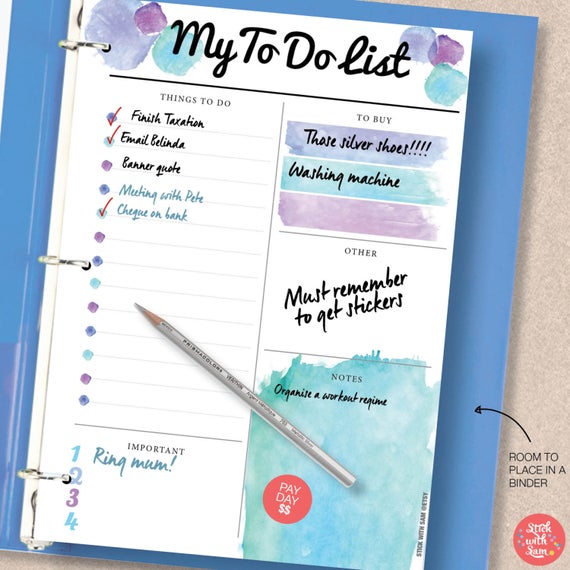 My To Do List
THINGS TO DO
Finish Taxation
Email Belinda
Banner quote
Meeting with Pete
Cheque on bank
TO BUY
Those silver shoes!!!!
Washing machine
OTHER
Must remember
to get stickers
NOTES
Organise a workout regime
IMPORTANT
1 Ring mum!
2
3
4
PAY
DAY
$$
PRISMACOLOR
STICK WITH SAM @ETSY
ROOM TO
PLACE IN A
BINDER
Stick
with
Sam